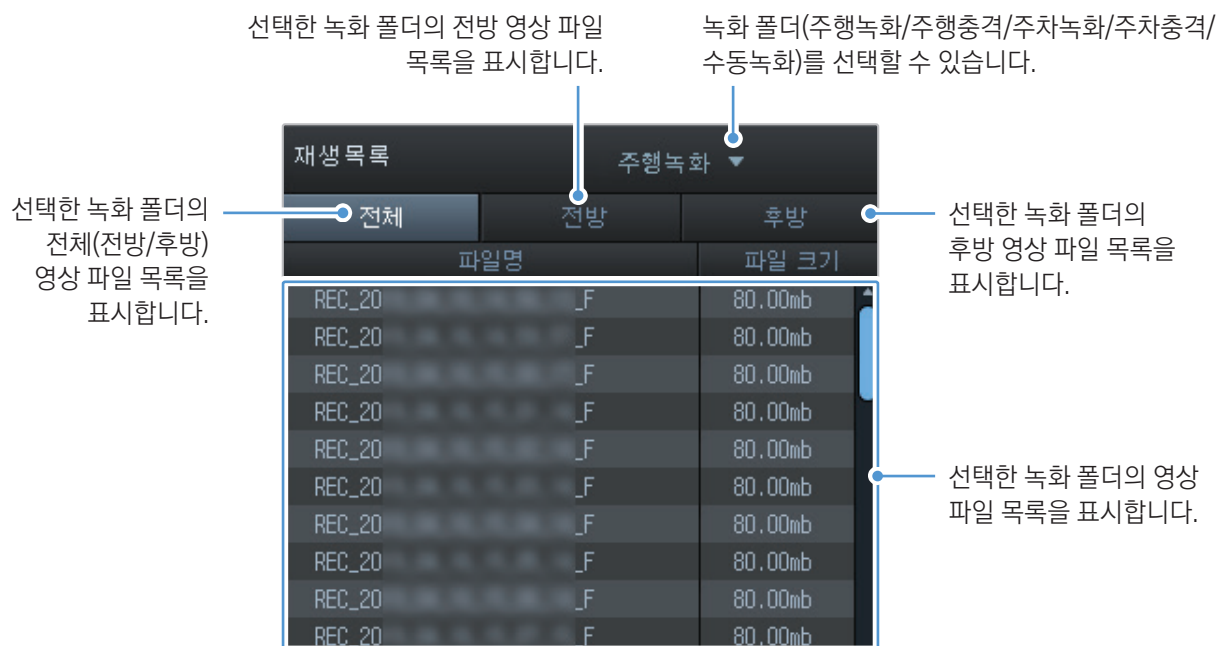 선택한 녹화 폴더의 전방 영상 파일
목록을 표시합니다.
녹화 폴더(주행녹화/주행충격/주차녹화/주차충격/
수동녹화)를 선택할 수 있습니다.
재생목록
주행녹화 ▼
선택한 녹화 폴더의
전체(전방/후방)
영상 파일 목록을
표시합니다.
전체 전방 후방
선택한 녹화 폴더의
후방 영상 파일 목록을
표시합니다.
파일명 파일 크기
REC_20 _F 80.00mb
REC_20 _F 80.00mb
REC_20 _F 80.00mb
REC_20 _F 80.00mb
REC_20 _F 80.00mb
REC_20 _F 80.00mb
REC_20 _F 80.00mb
REC_20 _F 80.00mb
REC_20 _F 80.00mb
REC_20 _F 80.00mb
선택한 녹화 폴더의 영상
파일 목록을 표시합니다.